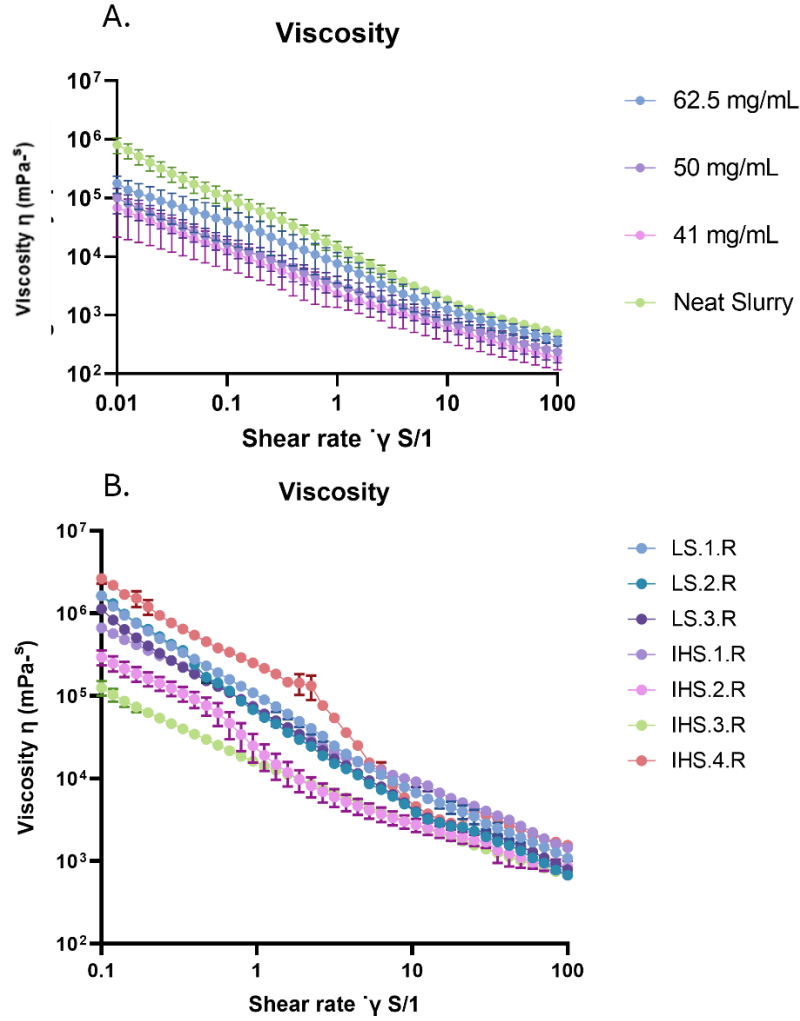 A.
Viscosity
Viscosity η (mPa-s)
10⁷
10⁶
10⁵
10⁴
10³
10²
0.01 0.1 1 10 100
Shear rate ˙γ S/1
62.5 mg/mL
50 mg/mL
41 mg/mL
Neat Slurry
B.
Viscosity
Viscosity η (mPa-s)
10⁷
10⁶
10⁵
10⁴
10³
10²
0.1 1 10 100
Shear rate ˙γ S/1
LS.1.R
LS.2.R
LS.3.R
IHS.1.R
IHS.2.R
IHS.3.R
IHS.4.R